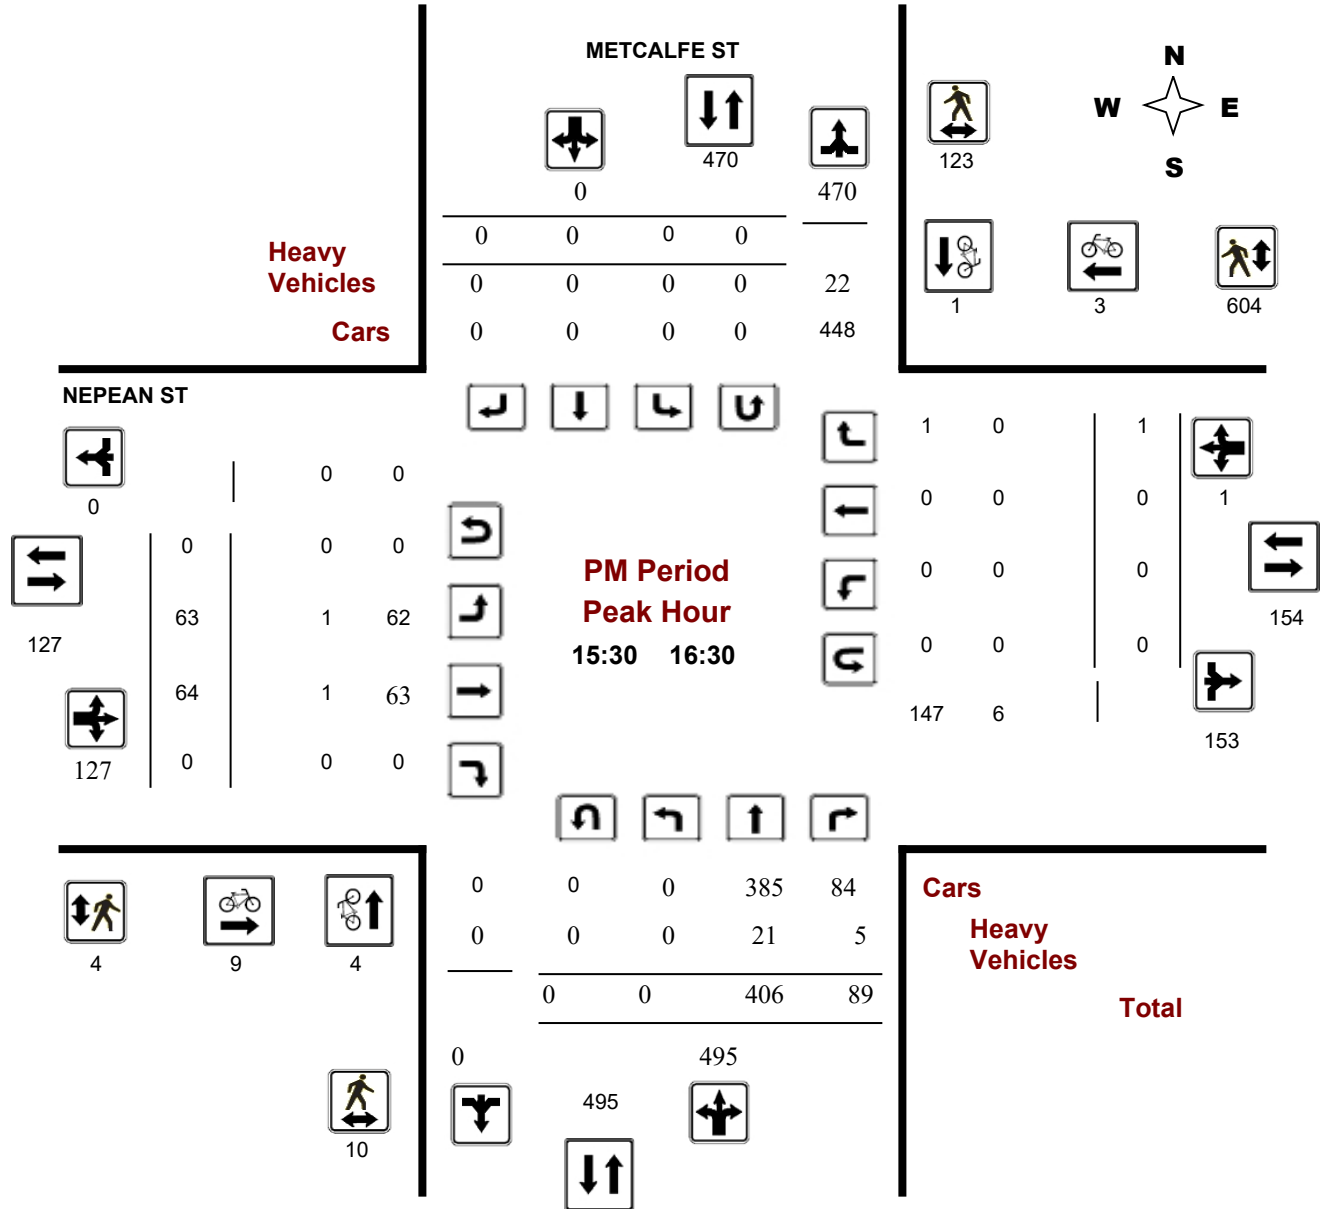 METCALFE ST
N
W E
S
470
123
0 470
0 0 0 0
Heavy
Vehicles
0 0 0 0 22
1 3 604
Cars
0 0 0 0 448
NEPEAN ST
1 0 1
0 0
0
0 0 0
1
0 0 0
0 0 0
PM Period
Peak Hour
154
63 1 62
127
15:30 16:30
0 0 0
64 1 63
147 6
153
127
0 0 0
0 0 0 385 84
Cars
0 0 0 21 5
Heavy
Vehicles
4 9 4
0 0 406 89
Total
0 495
495
10